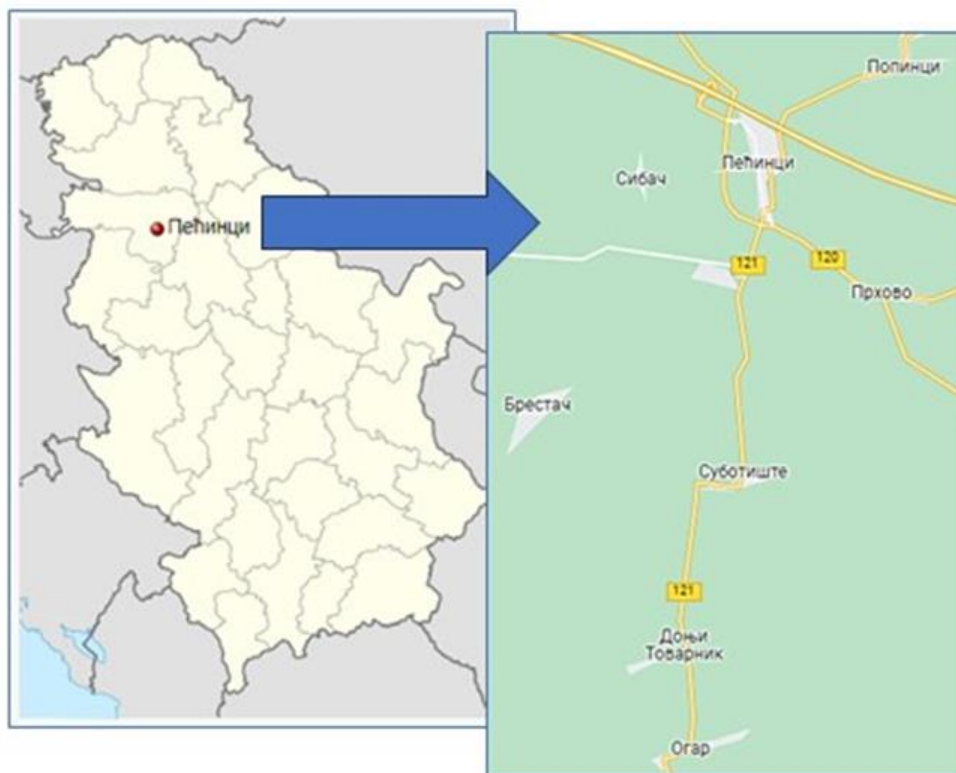 Пећинци
Попинци
Пећинци
Сибач
121
120
Прхово
Брестач
Суботиште
121
Доњи
Товарник
Огар